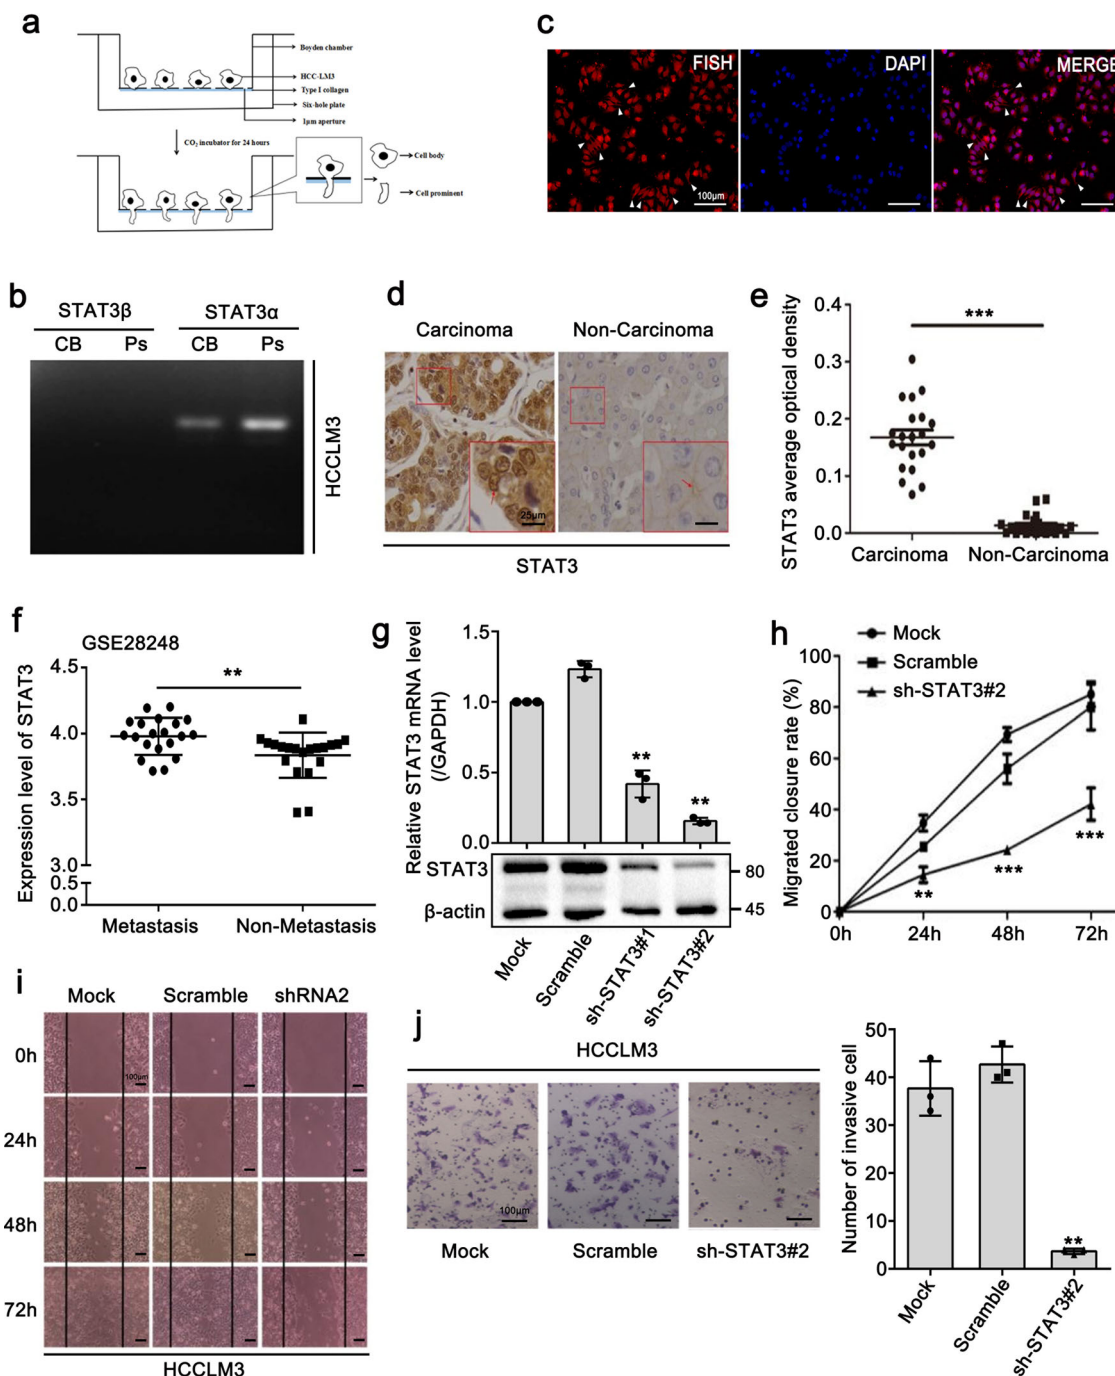 a
Boyden chamber
HCC-LM3
Type I collagen
Six-hole plate
1μm aperture
CO₂ incubator for 24 hours
Cell body
Cell prominent
c
FISH
DAPI
MERGE
100μm
b
STAT3β
STAT3α
CB
Ps
CB
Ps
HCCLM3
d
Carcinoma
Non-Carcinoma
25μm
STAT3
e
STAT3 average optical density
0.4
0.3
0.2
0.1
0.0
***
Carcinoma
Non-Carcinoma
f
GSE28248
Expression level of STAT3
4.5
4.0
3.5
3.0
0.5
0.0
**
Metastasis
Non-Metastasis
g
Relative STAT3 mRNA level
(/GAPDH)
1.5
1.0
0.5
0.0
**
**
STAT3
80
β-actin
45
Mock
Scramble
sh-STAT3#1
sh-STAT3#2
h
Mock
Scramble
sh-STAT3#2
Migrated closure rate (%)
100
80
60
40
20
0
**
***
***
0h
24h
48h
72h
i
Mock
Scramble
shRNA2
0h
100μm
24h
48h
72h
HCCLM3
j
HCCLM3
100μm
Mock
Scramble
sh-STAT3#2
Number of invasive cell
50
40
30
20
10
0
**
Mock
Scramble
sh-STAT3#2